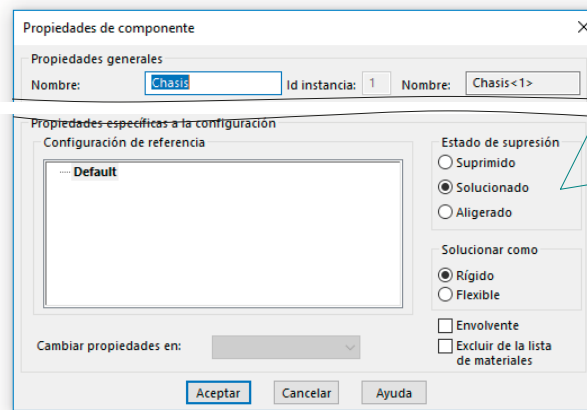 Propiedades de componente
Propiedades generales
Nombre: Chasis Id instancia: 1 Nombre: Chasis<1>
Propiedades específicas a la configuración
Configuración de referencia
Default
Estado de supresión
Suprimido
Solucionado
Aligerado
Solucionar como
Rígido
Flexible
Cambiar propiedades en:
Envolvente
Excluir de la lista
de materiales
Aceptar Cancelar Ayuda